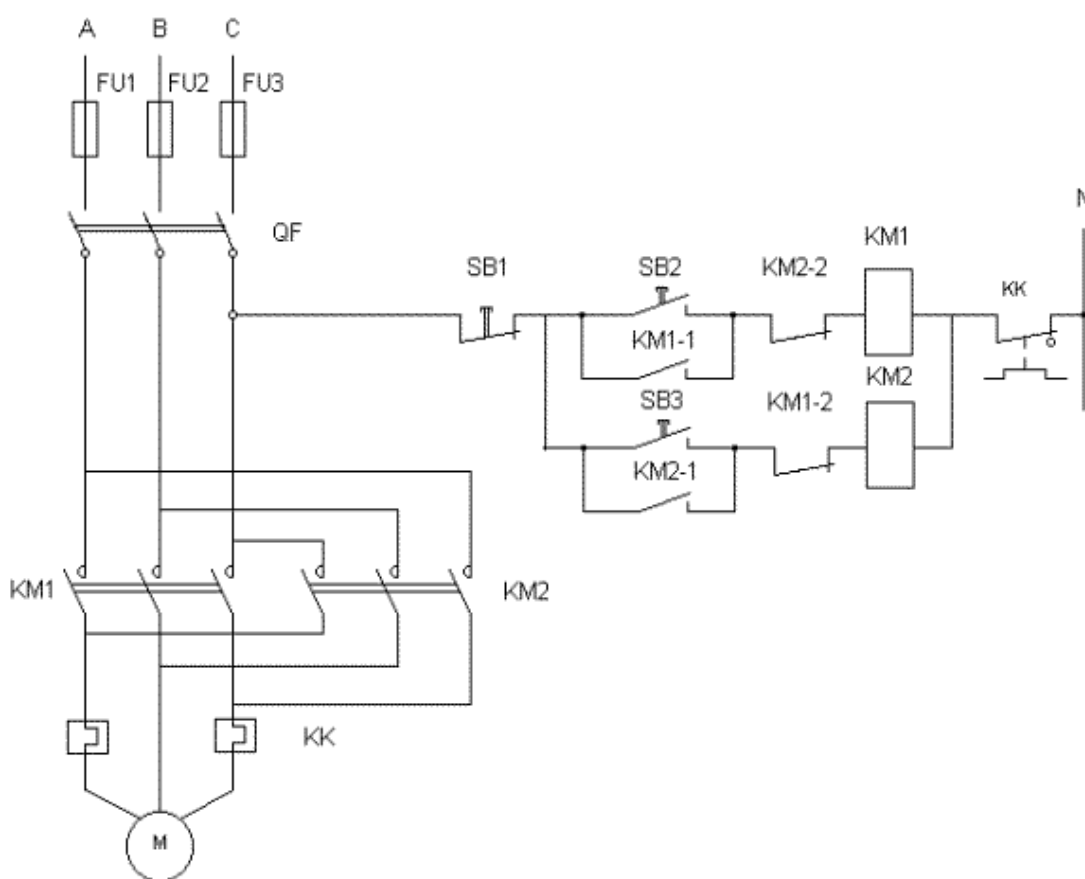 A B C
FU1 FU2 FU3
QF
N
SB1 SB2 KM2-2 KM1 KK
KM1-1
KM2
SB3 KM1-2
KM2-1
KM1 KM2
KK
M